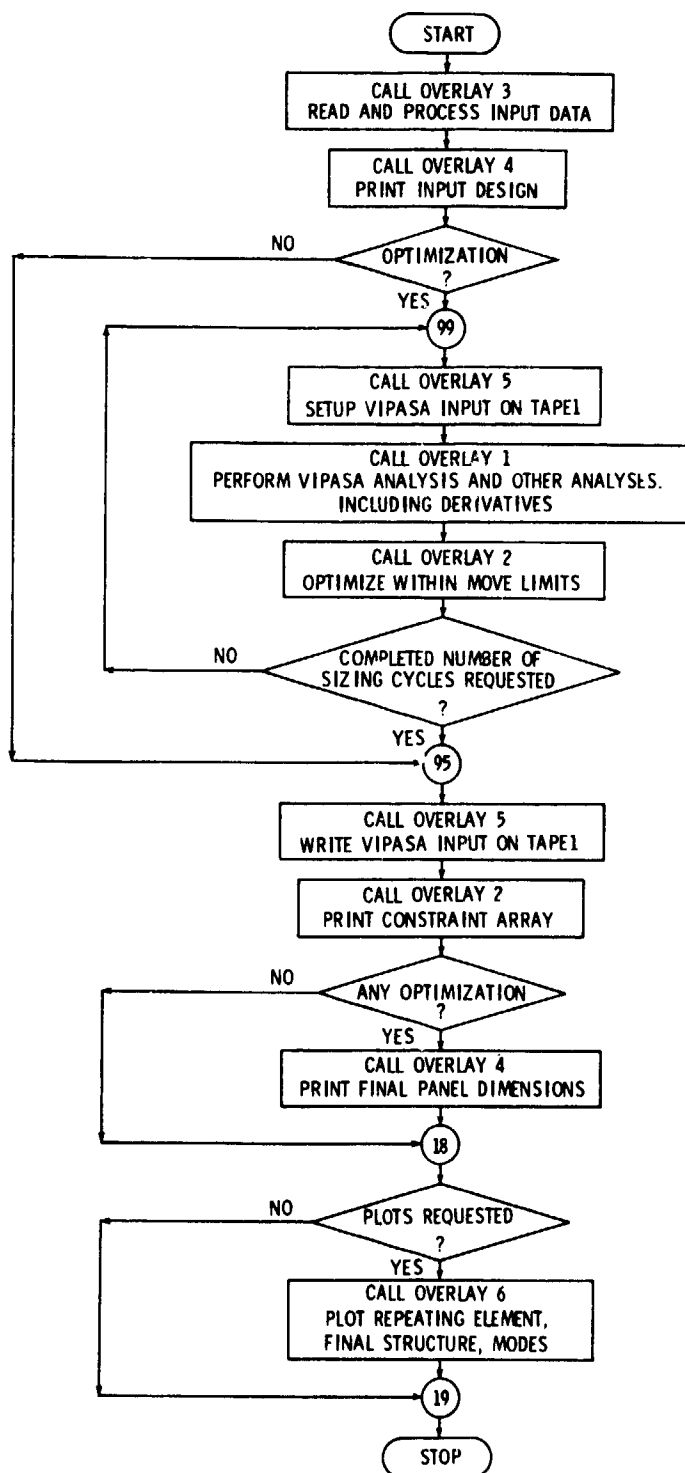 START
CALL OVERLAY 3
READ AND PROCESS INPUT DATA
CALL OVERLAY 4
PRINT INPUT DESIGN
NO
OPTIMIZATION
?
YES
99
CALL OVERLAY 5
SETUP VIPASA INPUT ON TAPE1
CALL OVERLAY 1
PERFORM VIPASA ANALYSIS AND OTHER ANALYSES.
INCLUDING DERIVATIVES
CALL OVERLAY 2
OPTIMIZE WITHIN MOVE LIMITS
NO
COMPLETED NUMBER OF
SIZING CYCLES REQUESTED
?
YES
95
CALL OVERLAY 5
WRITE VIPASA INPUT ON TAPE1
CALL OVERLAY 2
PRINT CONSTRAINT ARRAY
NO
ANY OPTIMIZATION
?
YES
CALL OVERLAY 4
PRINT FINAL PANEL DIMENSIONS
18
NO
PLOTS REQUESTED
?
YES
CALL OVERLAY 6
PLOT REPEATING ELEMENT,
FINAL STRUCTURE, MODES
19
STOP